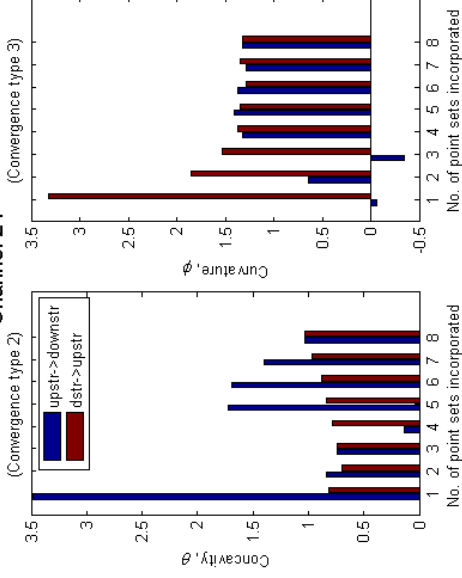 (Convergence type 2)
upstr->downstr
dstr->upstr
3.5
3
2.5
2
1.5
1
0.5
0
Concavity, θ
1 2 3 4 5 6 7 8
No. of point sets incorporated
(Convergence type 3)
3.5
3
2.5
2
1.5
1
0.5
0
-0.5
Curvature, ϕ
1 2 3 4 5 6 7 8
No. of point sets incorporated